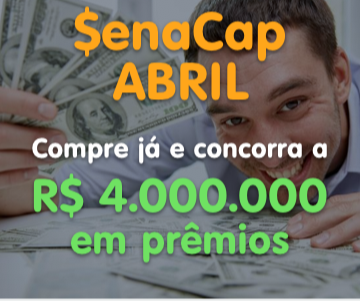 $enaCap
ABRIL
Compre já e concorra a
R$ 4.000.000
em prêmios